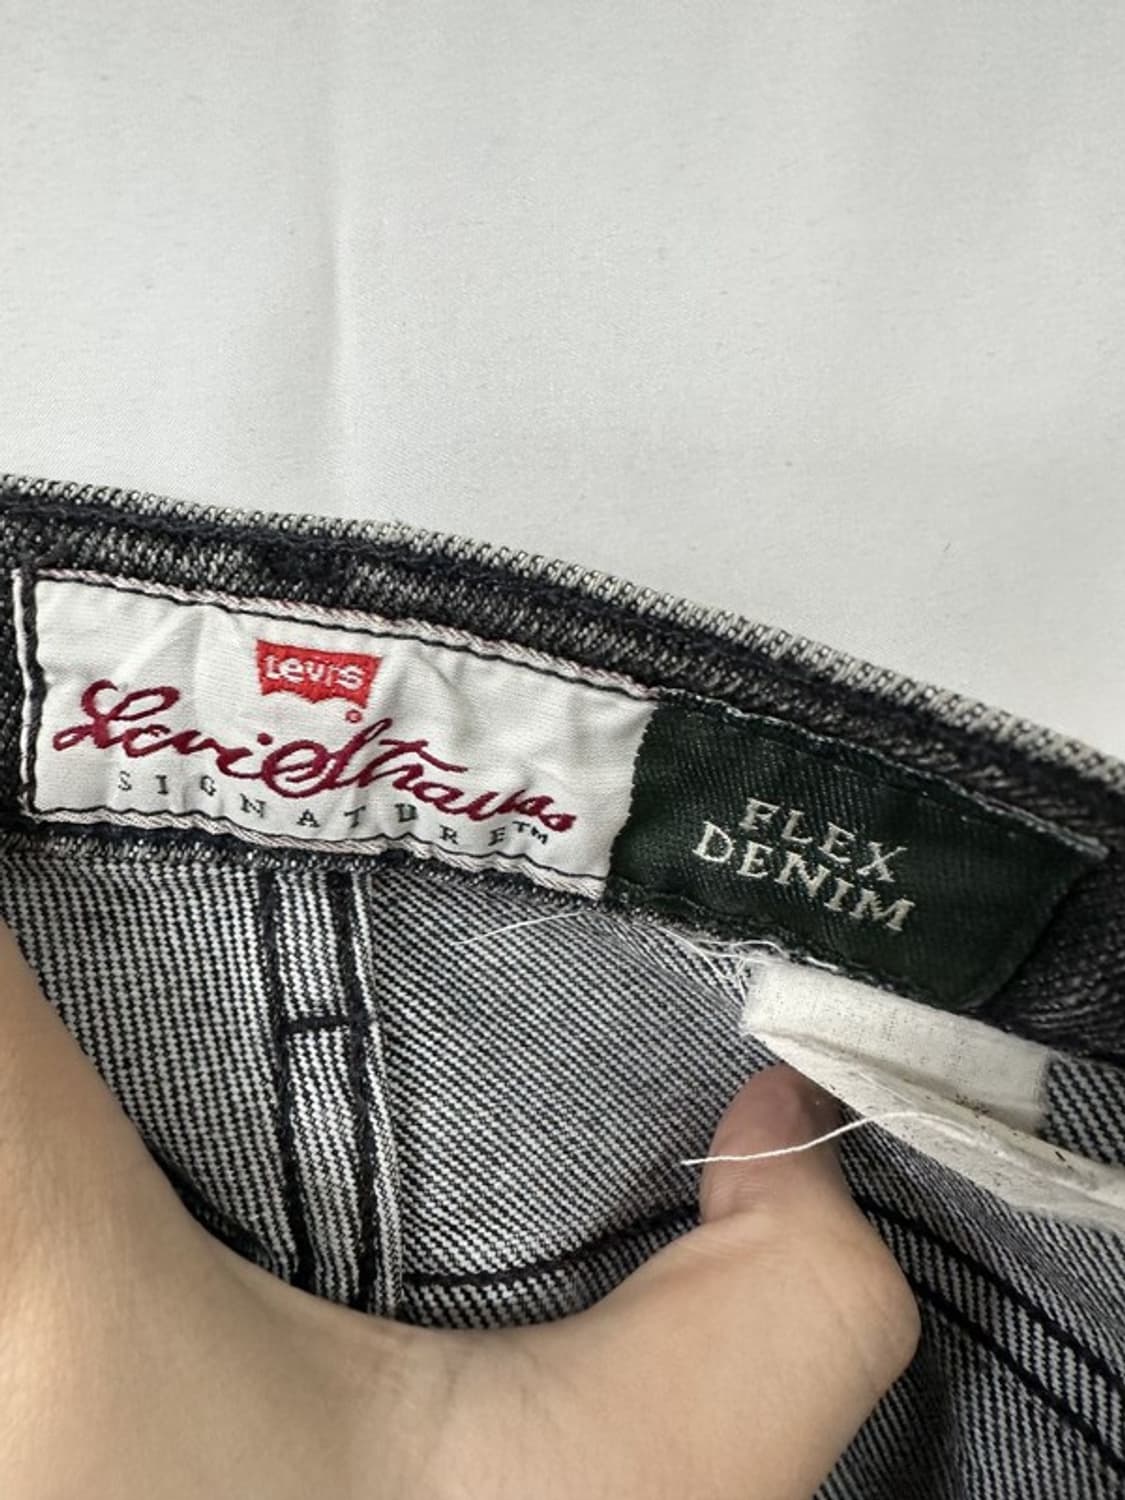 Levi's
®
Levi Strauss
SIGNATURE™
FLEX
DENIM